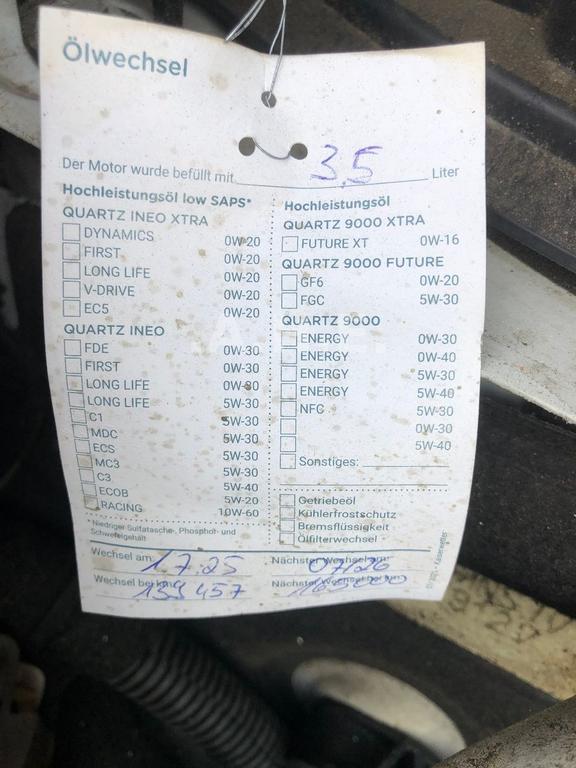 Ölwechsel
Der Motor wurde befüllt mit 3.5 Liter
Hochleistungsöl low SAPS*
QUARTZ INEO XTRA
DYNAMICS 0W-20
FIRST 0W-20
LONG LIFE 0W-20
V-DRIVE 0W-20
EC5 0W-20
QUARTZ INEO
FDE 0W-30
FIRST 0W-30
LONG LIFE 0W-30
LONG LIFE 5W-30
C1 5W-30
MDC 5W-30
ECS 5W-30
MC3 5W-30
C3 5W-40
ECOB 5W-20
RACING 10W-60
* Niedriger Sulfatasche-, Phosphor- und
Schwefelgehalt
Hochleistungsöl
QUARTZ 9000 XTRA
FUTURE XT 0W-16
QUARTZ 9000 FUTURE
GF6 0W-20
FGC 5W-30
QUARTZ 9000
ENERGY 0W-30
ENERGY 0W-40
ENERGY 5W-30
ENERGY 5W-40
NFC 5W-30
0W-30
5W-40
Sonstiges:
Getriebeöl
Kühlerfrostschutz
Bremsflüssigkeit
Ölfilterwechsel
Wechsel am: 1.7.25
Nächster Wechsel am: 07/26
Wechsel bei km: 139 457
Nächster Wechsel bei km: